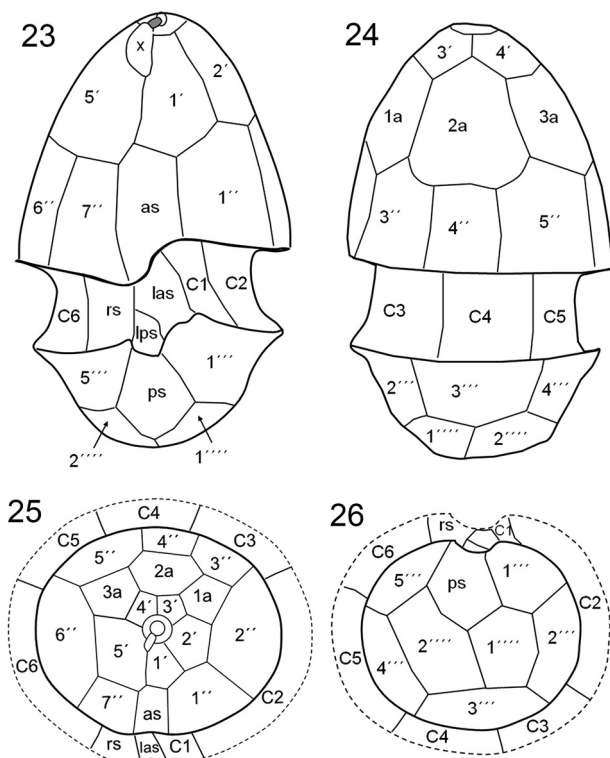 23
x
5´ 1´ 2´
6´´ 7´´ as 1´´
C6 rs las C1 C2
lps
5´´´ ps 1´´´
2´´´´ 1´´´´
24
3´ 4´
1a 2a 3a
3´´ 4´´ 5´´
C3 C4 C5
2´´´ 3´´´ 4´´´
1´´´´ 2´´´´
25
C4
C5 C3
5´´ 4´´ 3´´
2a
3a 1a
4´ 3´
6´´ 5´ 2´ 2´´
1´
C6 C2
7´´ as 1´´
rs las C1
26
rs C1
C6 5´´´ ps 1´´´ C2
C5 2´´´´ 1´´´´´ 2´´´
4´´´
3´´´
C4 C3